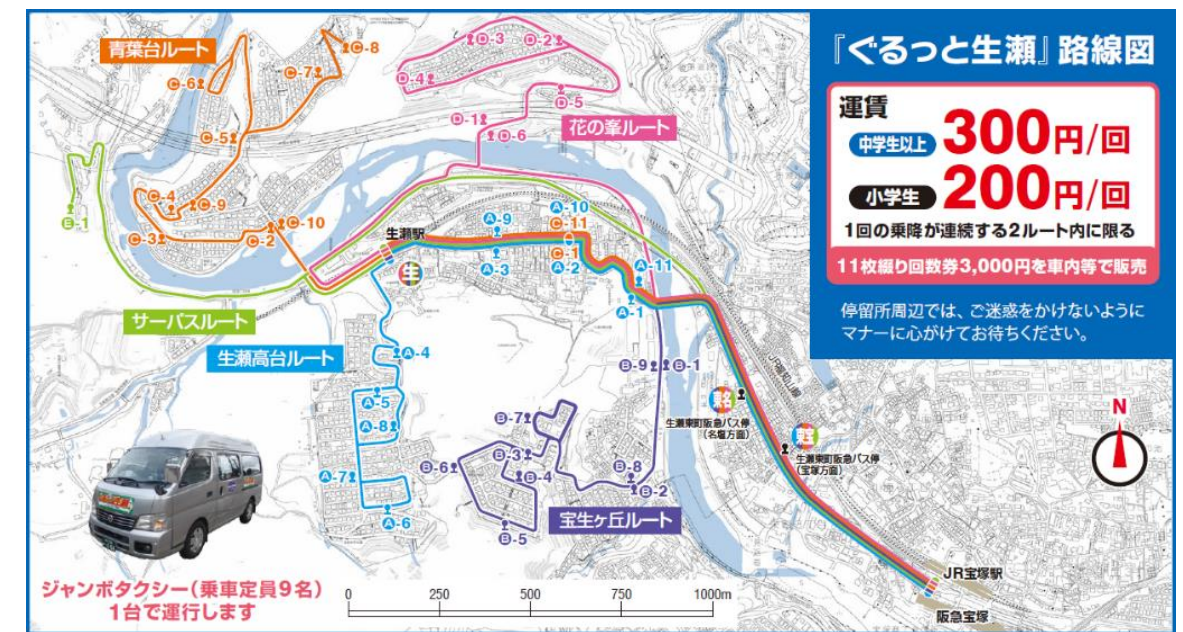 『ぐるっと生瀬』路線図
運賃
中学生以上 300円/回
小学生 200円/回
1回の乗降が連続する2ルート内に限る
11枚綴り回数券3,000円を車内等で販売
停留所周辺では、ご迷惑をかけないように
マナーに心がけてお待ちください。
青葉台ルート
C-8
C-7
C-6
C-5
C-4
C-9
C-3
C-2
C-10
D-3
D-2
D-4
D-5
D-1
D-6
花の峯ルート
B-1
サーパスルート
生瀬駅
生
A-9
A-3
A-10
C-11
C-1
A-2
A-11
A-1
生瀬高台ルート
A-4
A-5
A-8
A-7
A-6
B-9
B-1
B-7
B-3
B-4
B-6
B-5
B-8
B-2
宝生ヶ丘ルート
JR福知山線
東名
生瀬東町阪急バス停
(名塩方面)
東宝
生瀬東町阪急バス停
(宝塚方面)
N
JR宝塚駅
阪急宝塚
ジャンボタクシー(乗車定員9名)
1台で運行します
0 250 500 750 1000m